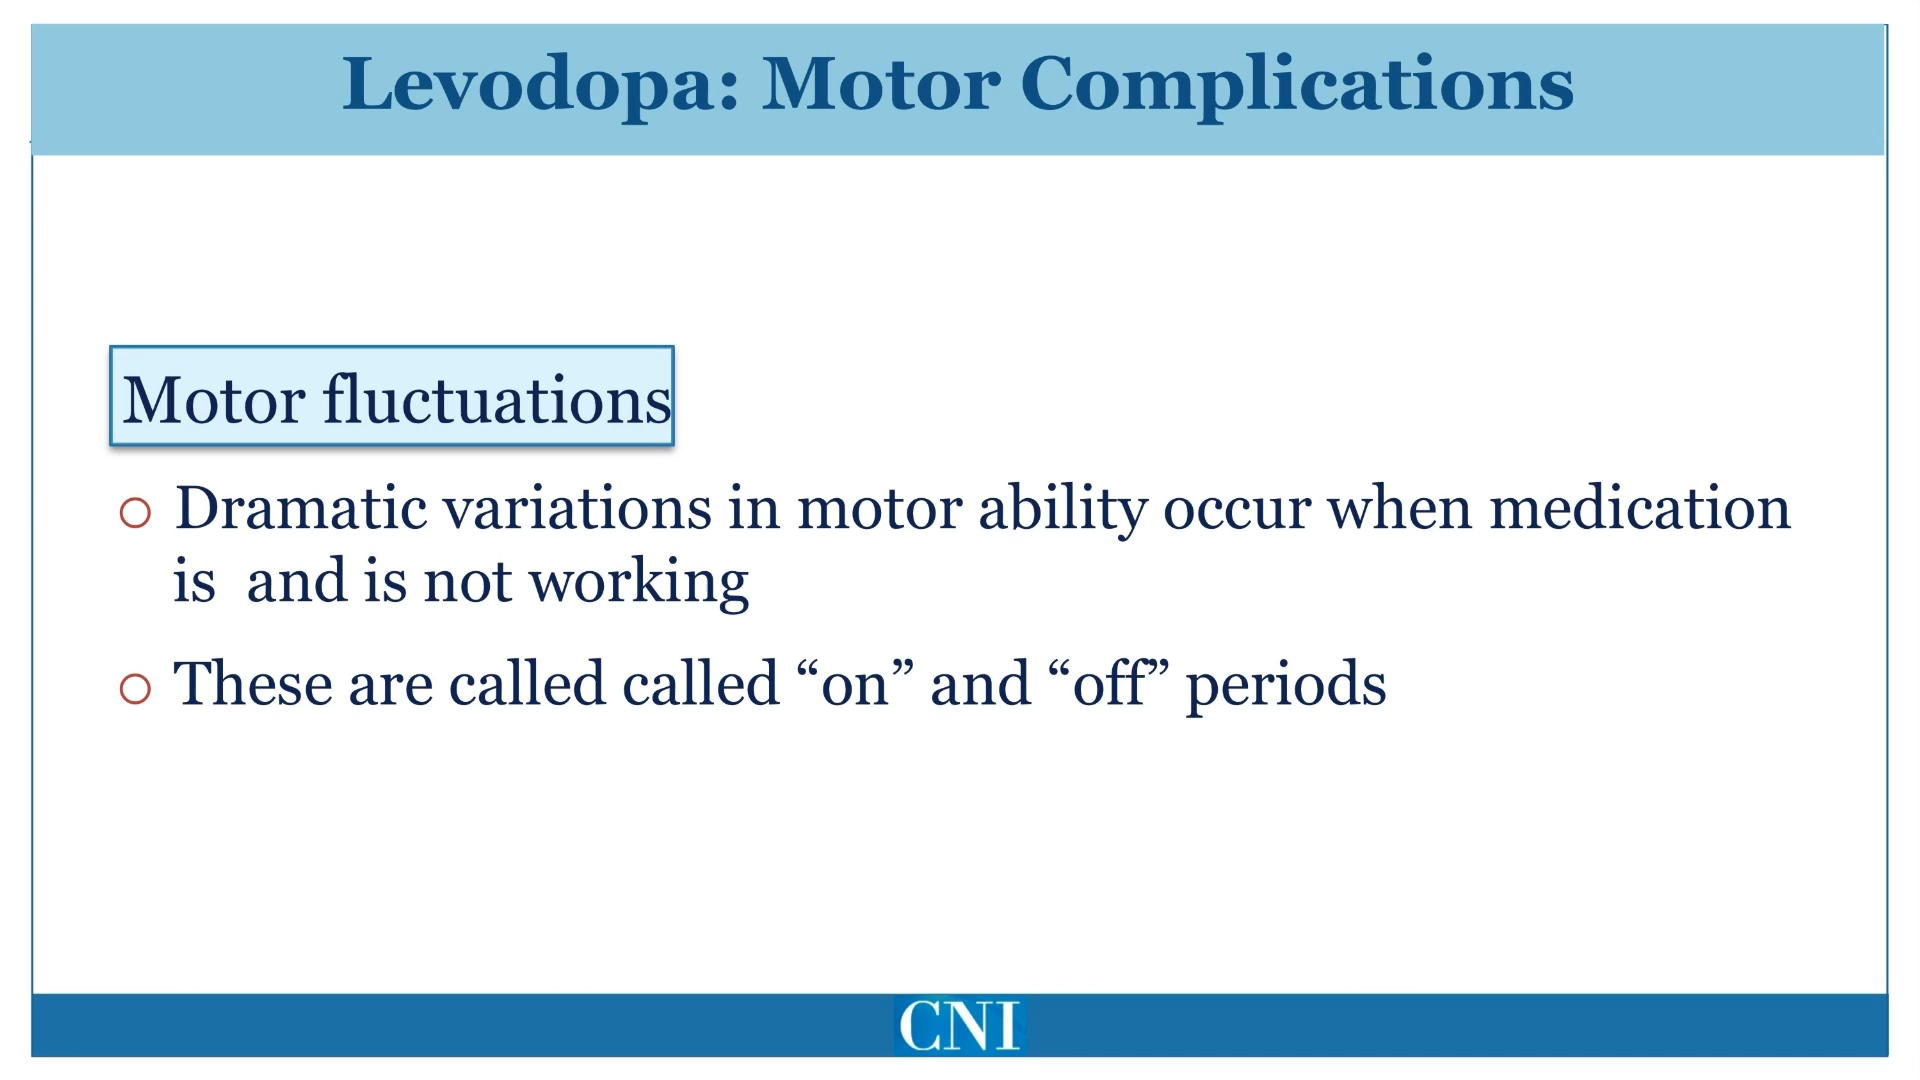 Levodopa: Motor Complications
Motor fluctuations
○ Dramatic variations in motor ability occur when medication
is  and is not working
○ These are called called “on” and “off” periods
CNI